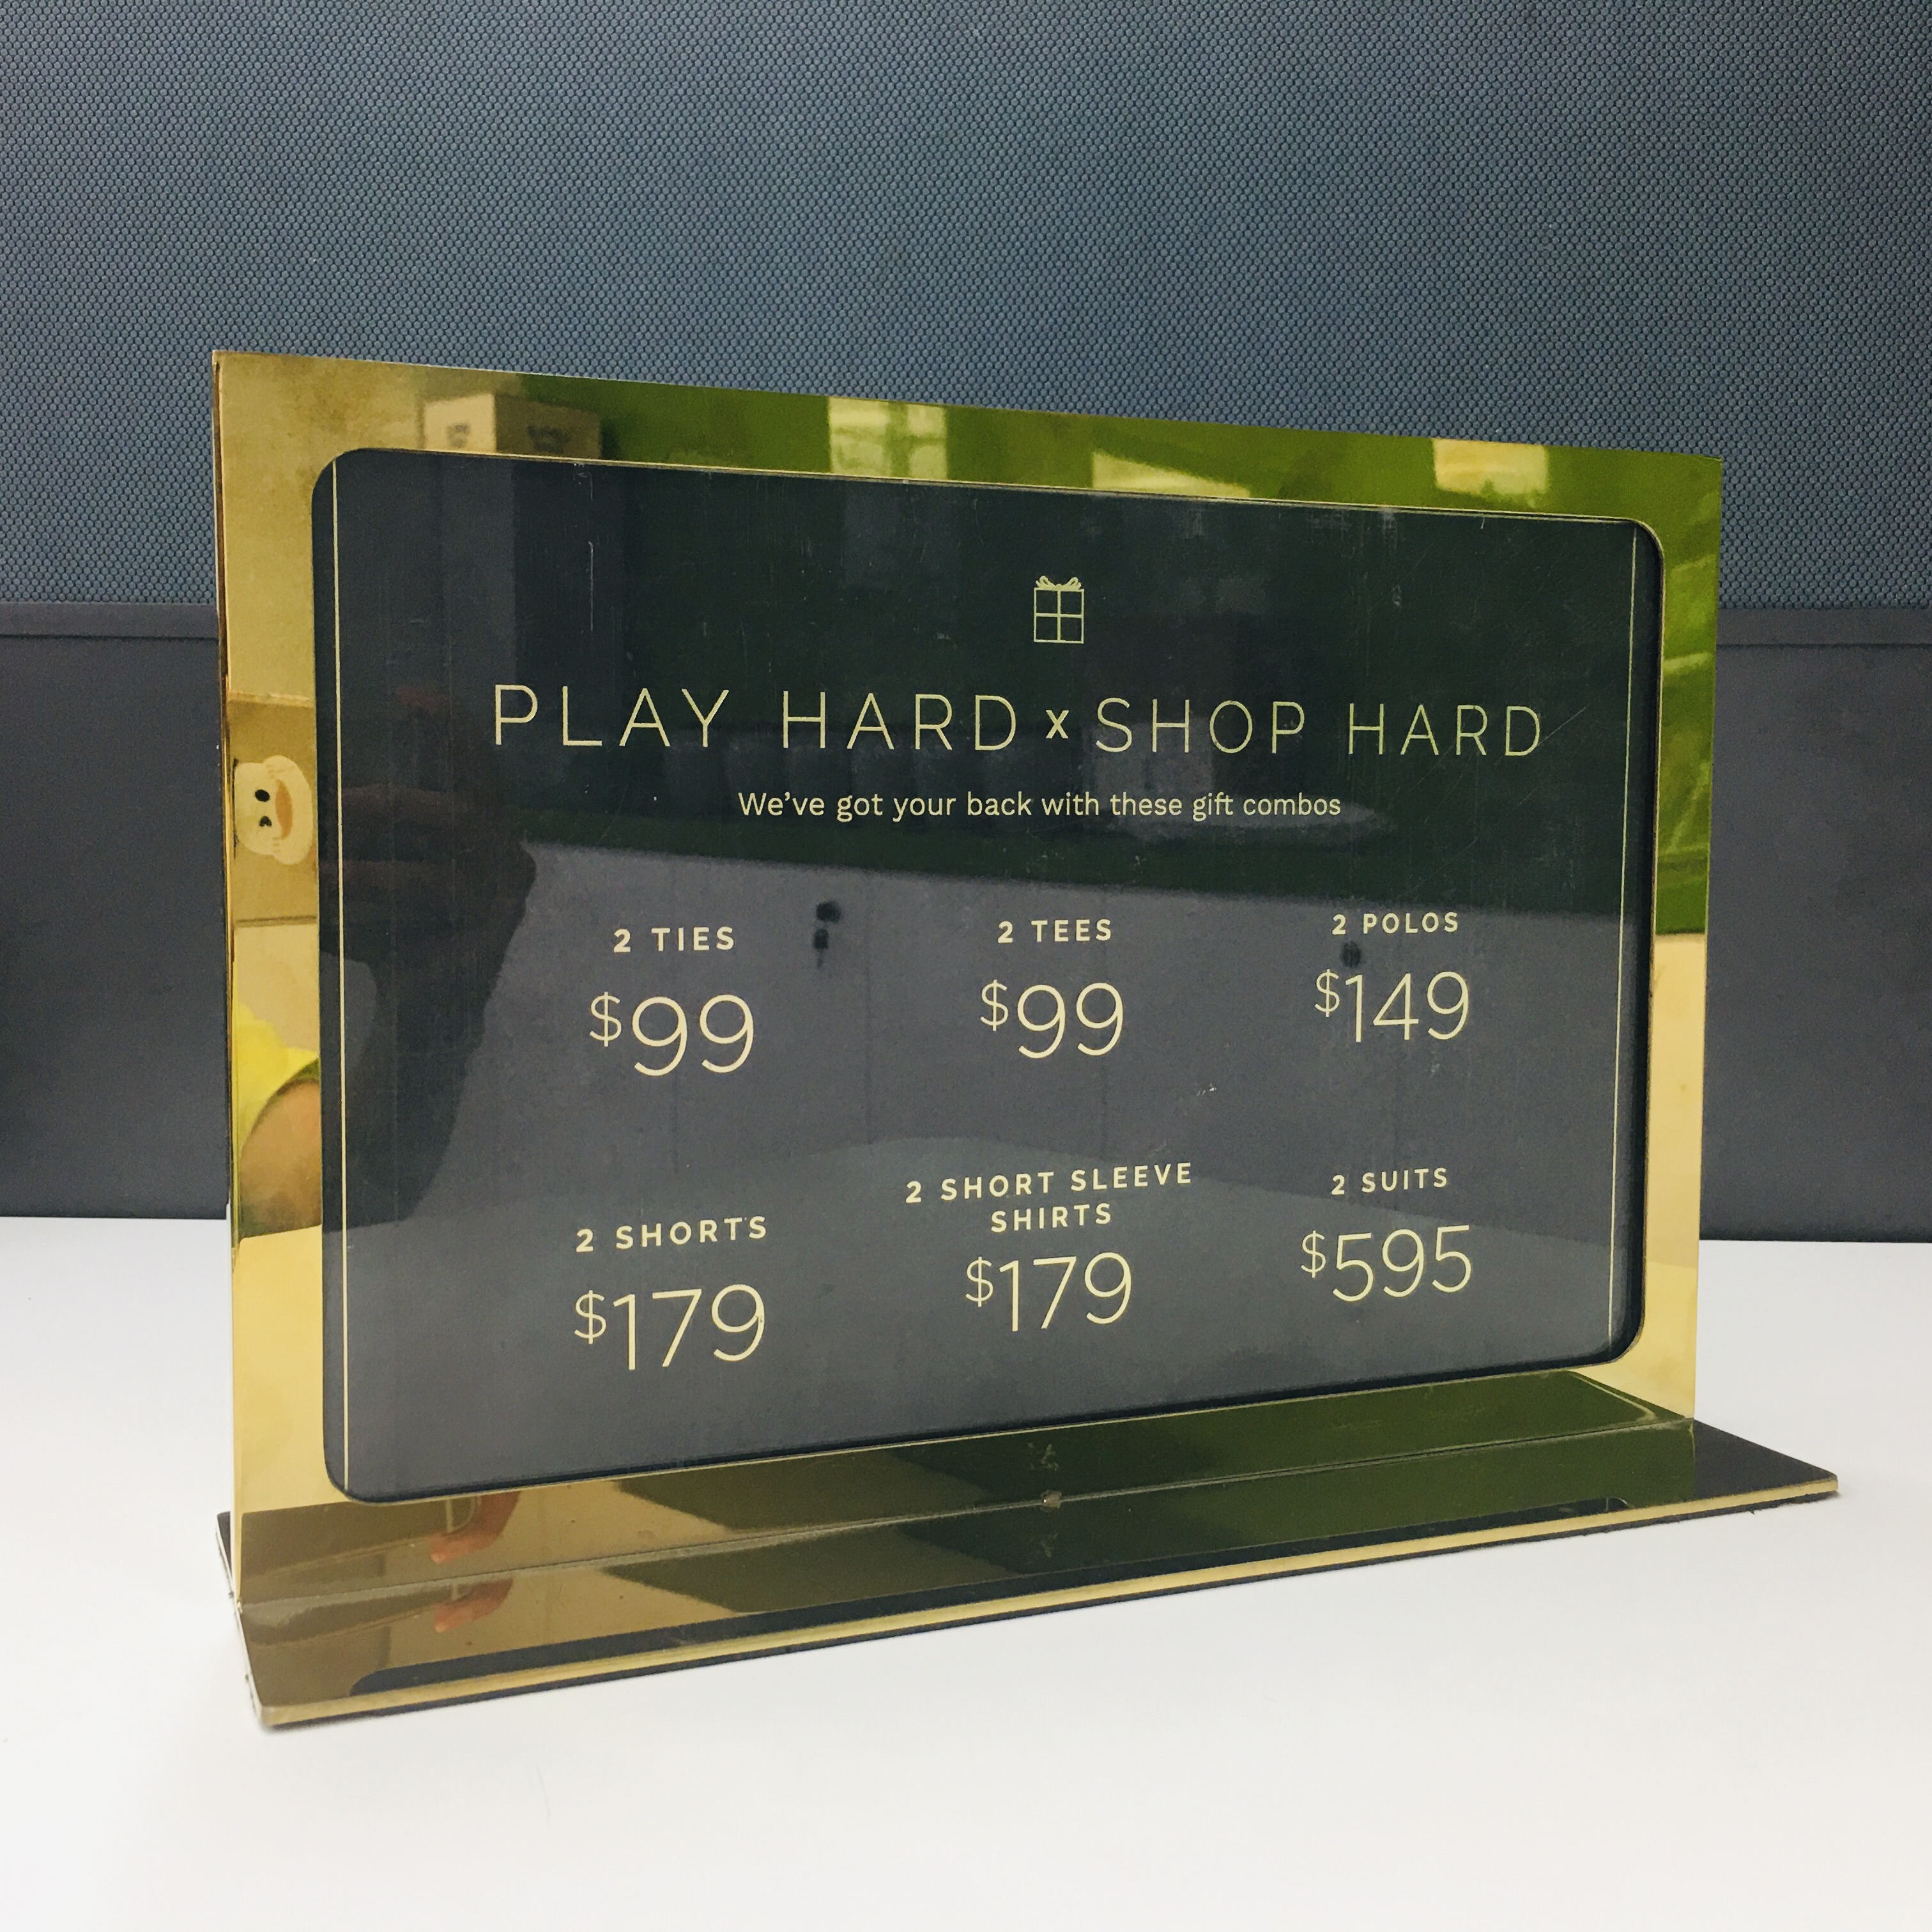 PLAY HARD x SHOP HARD
We've got your back with these gift combos
2 TIES
$99
2 TEES
$99
2 POLOS
$149
2 SHORTS
$179
2 SHORT SLEEVE
SHIRTS
$179
2 SUITS
$595